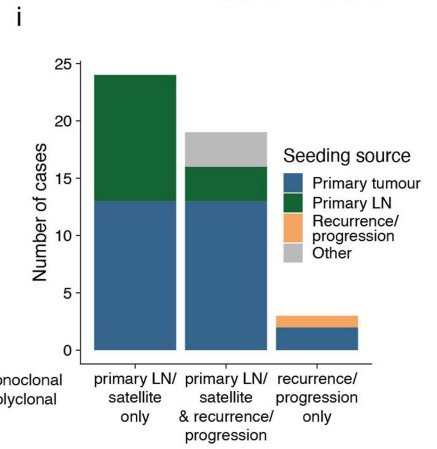 i
25
20
15
10
5
0
Number of cases
Seeding source
Primary tumour
Primary LN
Recurrence/
progression
Other
primary LN/
satellite
only
primary LN/
satellite
& recurrence/
progression
recurrence/
progression
only